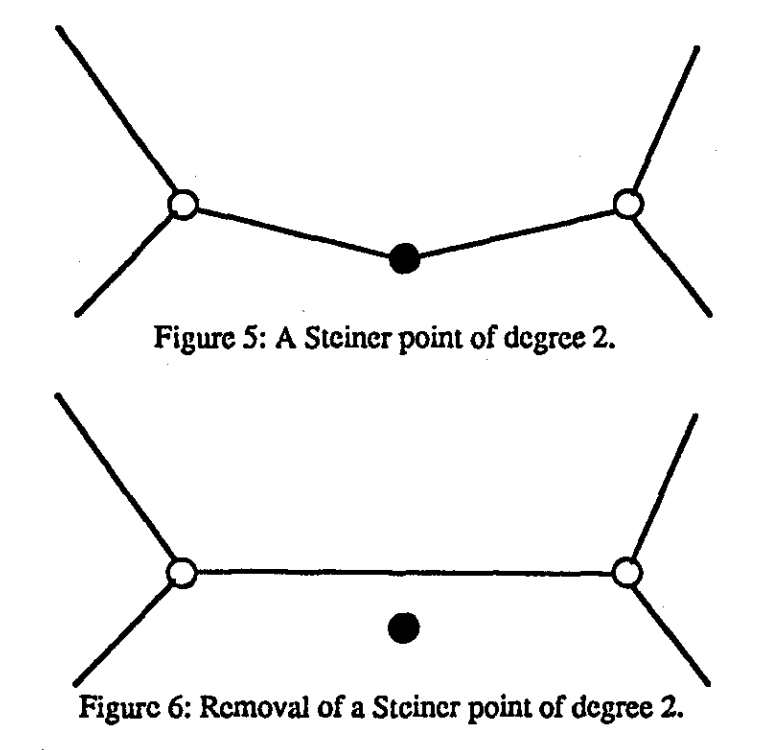 Figure 5: A Steiner point of degree 2.
Figure 6: Removal of a Steiner point of degree 2.